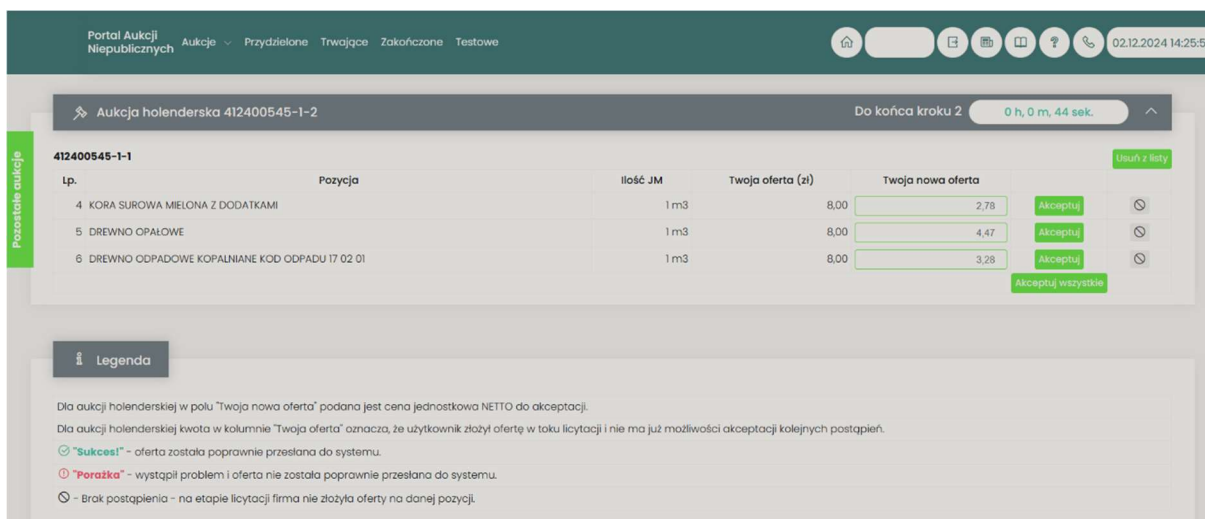 Portal Aukcji
Niepublicznych Aukcje Przydzielone Trwające Zakończone Testowe
02.12.2024 14:25:5
Aukcja holenderska 412400545-1-2 Do końca kroku 2 0 h, 0 m, 44 sek.
Pozostałe aukcje
412400545-1-1 Usuń z listy
Lp. Pozycja Ilość JM Twoja oferta (zł) Twoja nowa oferta
4 KORA SUROWA MIELONA Z DODATKAMI 1 m3 8,00 2,78 Akceptuj
5 DREWNO OPAŁOWE 1 m3 8,00 4,47 Akceptuj
6 DREWNO ODPADOWE KOPALNIANE KOD ODPADU 17 02 01 1 m3 8,00 3,28 Akceptuj
Akceptuj wszystkie
Legenda
Dla aukcji holenderskiej w polu "Twoja nowa oferta" podana jest cena jednostkowa NETTO do akceptacji.
Dla aukcji holenderskiej kwota w kolumnie "Twoja oferta" oznacza, że użytkownik złożył ofertę w toku licytacji i nie ma już możliwości akceptacji kolejnych postąpień.
"Sukces!" - oferta została poprawnie przesłana do systemu.
"Porażka" - wystąpił problem i oferta nie została poprawnie przesłana do systemu.
- Brak postąpienia - na etapie licytacji firma nie złożyła oferty na danej pozycji.